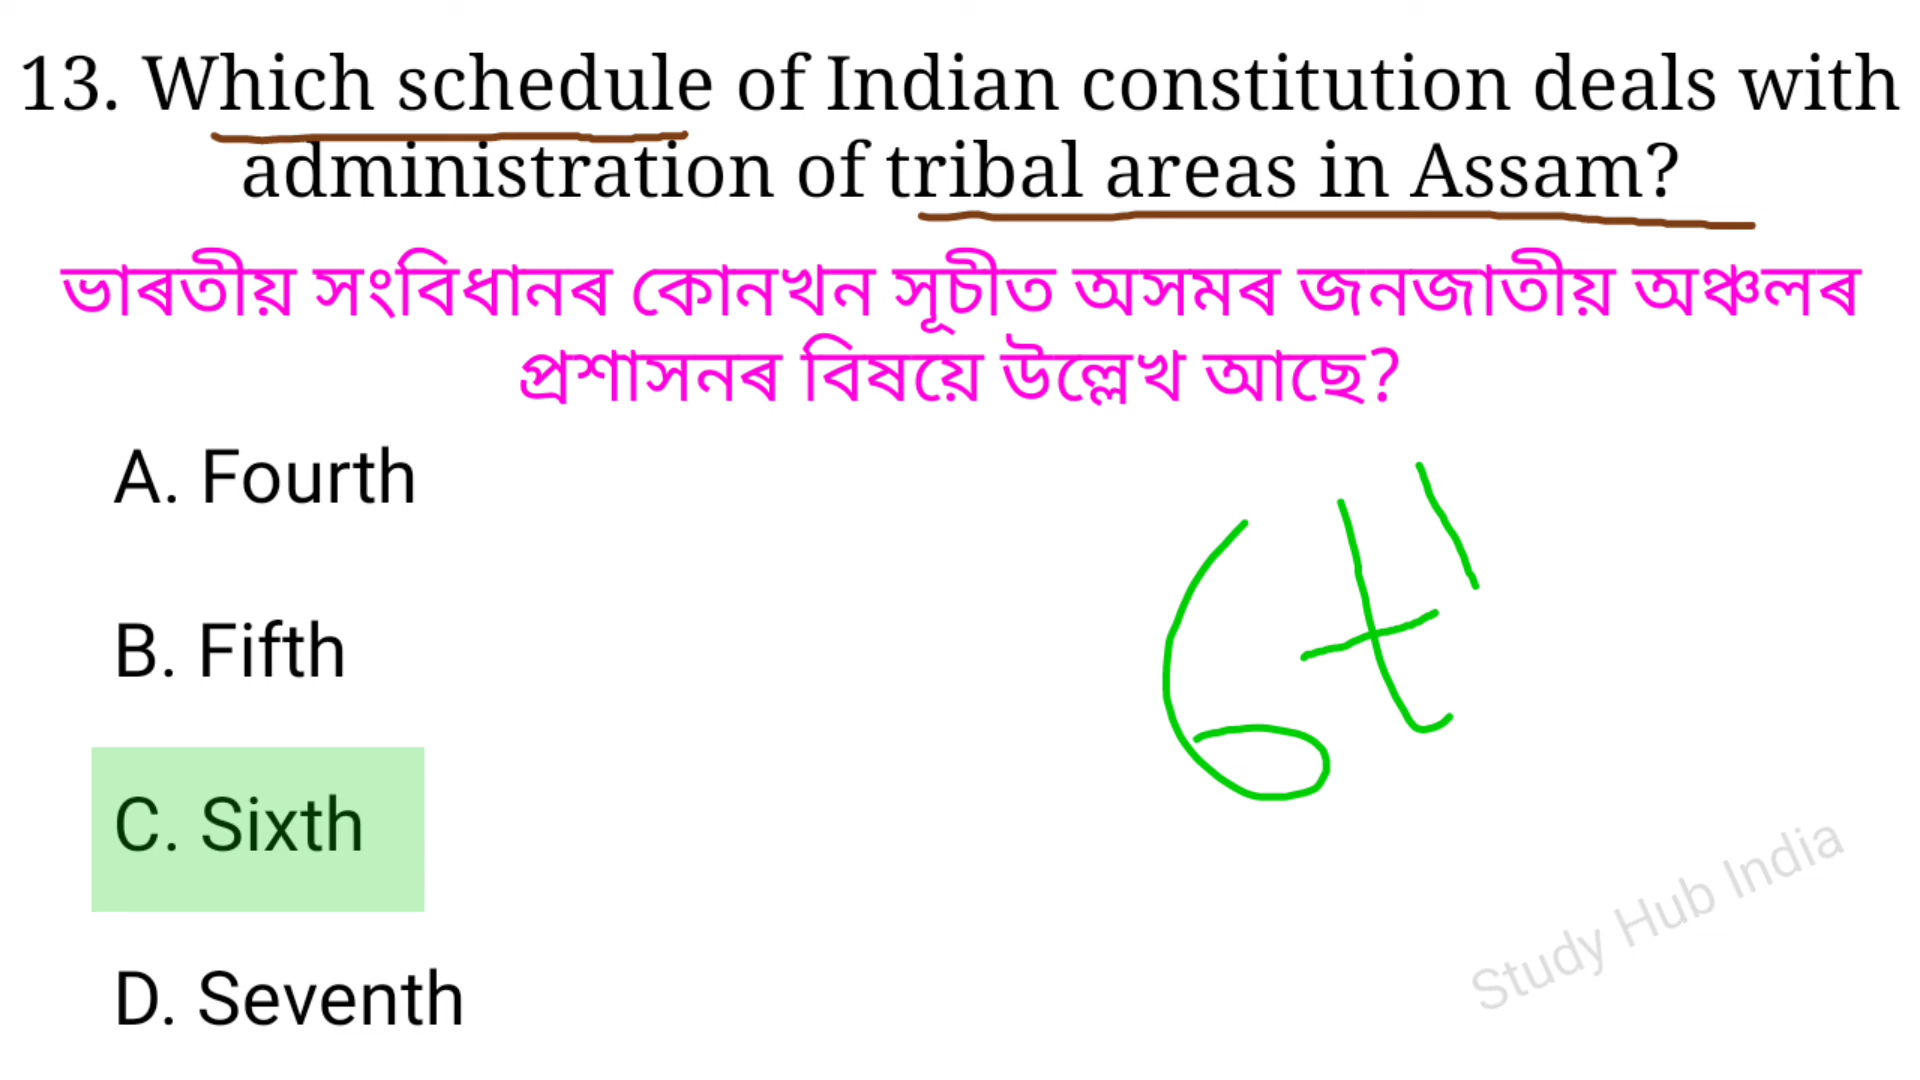 13. Which schedule of Indian constitution deals with
administration of tribal areas in Assam?
ভাৰতীয় সংবিধানৰ কোনখন সূচীত অসমৰ জনজাতীয় অঞ্চলৰ
প্ৰশাসনৰ বিষয়ে উল্লেখ আছে?
A. Fourth
B. Fifth
C. Sixth
D. Seventh
6t
Study Hub India